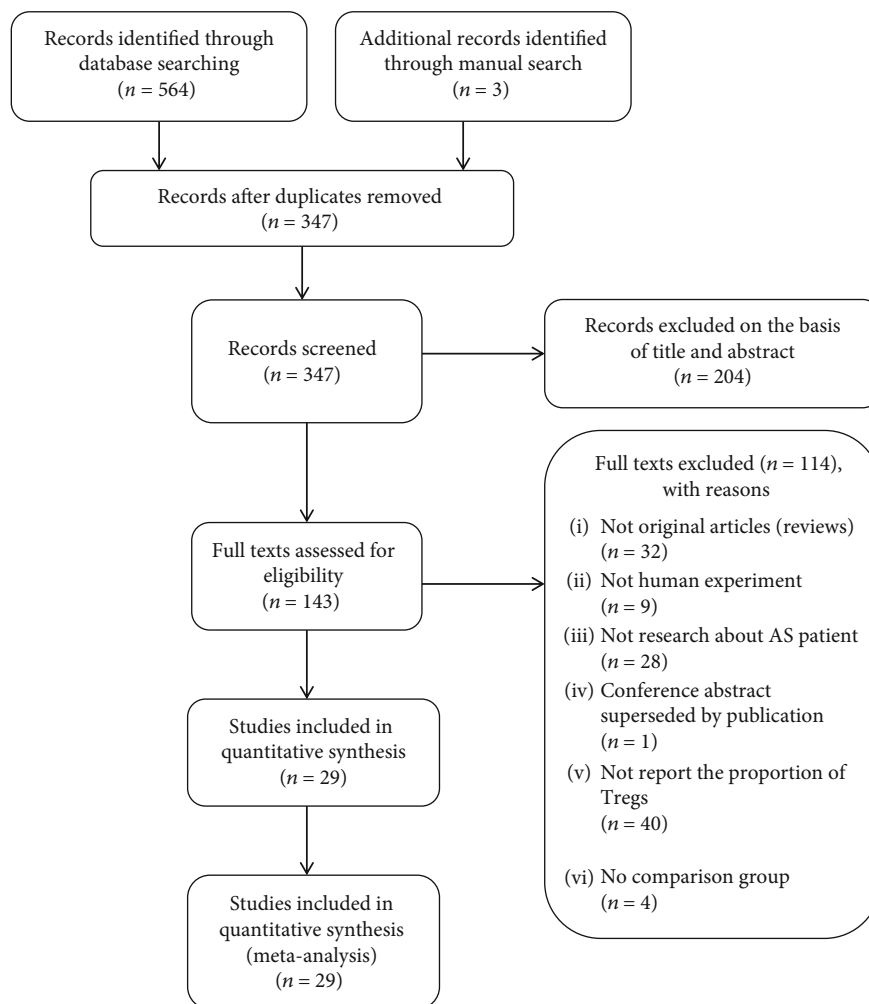 Records identified through
database searching
(n = 564)
Additional records identified
through manual search
(n = 3)
Records after duplicates removed
(n = 347)
Records screened
(n = 347)
Records excluded on the basis
of title and abstract
(n = 204)
Full texts assessed for
eligibility
(n = 143)
Full texts excluded (n = 114),
with reasons
(i) Not original articles (reviews)
(n = 32)
(ii) Not human experiment
(n = 9)
(iii) Not research about AS patient
(n = 28)
(iv) Conference abstract
superseded by publication
(n = 1)
(v) Not report the proportion of
Tregs
(n = 40)
(vi) No comparison group
(n = 4)
Studies included in
quantitative synthesis
(n = 29)
Studies included in
quantitative synthesis
(meta-analysis)
(n = 29)